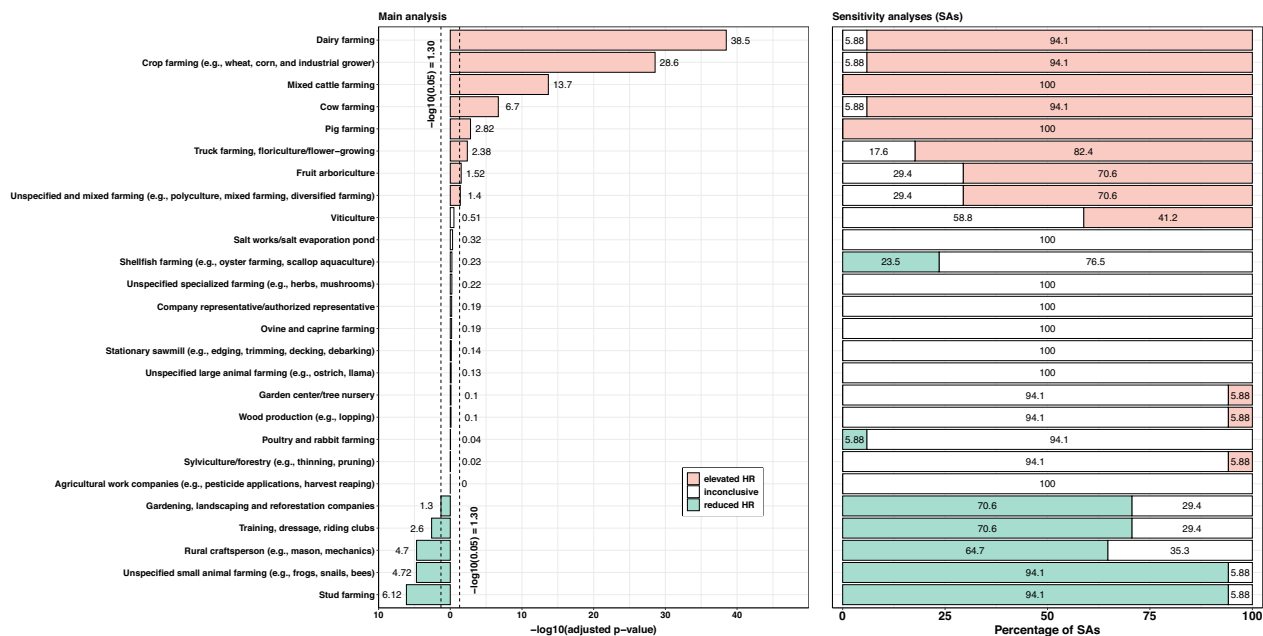 Main analysis
Sensitivity analyses (SAs)
Dairy farming 38.5 5.88 94.1
Crop farming (e.g., wheat, corn, and industrial grower) 28.6 5.88 94.1
Mixed cattle farming 13.7 100
Cow farming 6.7 5.88 94.1
Pig farming 2.82 100
Truck farming, floriculture/flower−growing 2.38 17.6 82.4
Fruit arboriculture 1.52 29.4 70.6
Unspecified and mixed farming (e.g., polyculture, mixed farming, diversified farming) 1.4 29.4 70.6
Viticulture 0.51 58.8 41.2
Salt works/salt evaporation pond 0.32 100
Shellfish farming (e.g., oyster farming, scallop aquaculture) 0.23 23.5 76.5
Unspecified specialized farming (e.g., herbs, mushrooms) 0.22 100
Company representative/authorized representative 0.19 100
Ovine and caprine farming 0.19 100
Stationary sawmill (e.g., edging, trimming, decking, debarking) 0.14 100
Unspecified large animal farming (e.g., ostrich, llama) 0.13 100
Garden center/tree nursery 0.1 94.1 5.88
Wood production (e.g., lopping) 0.1 94.1 5.88
Poultry and rabbit farming 0.04 5.88 94.1
Sylviculture/forestry (e.g., thinning, pruning) 0.02 94.1 5.88
Agricultural work companies (e.g., pesticide applications, harvest reaping) 0 100
Gardening, landscaping and reforestation companies 1.3 70.6 29.4
Training, dressage, riding clubs 2.6 70.6 29.4
Rural craftsperson (e.g., mason, mechanics) 4.7 64.7 35.3
Unspecified small animal farming (e.g., frogs, snails, bees) 4.72 94.1 5.88
Stud farming 6.12 94.1 5.88
−log10(0.05) = 1.30
−log10(0.05) = 1.30
elevated HR
inconclusive
reduced HR
10 0 10 20 30 40
−log10(adjusted p−value)
0 25 50 75 100
Percentage of SAs